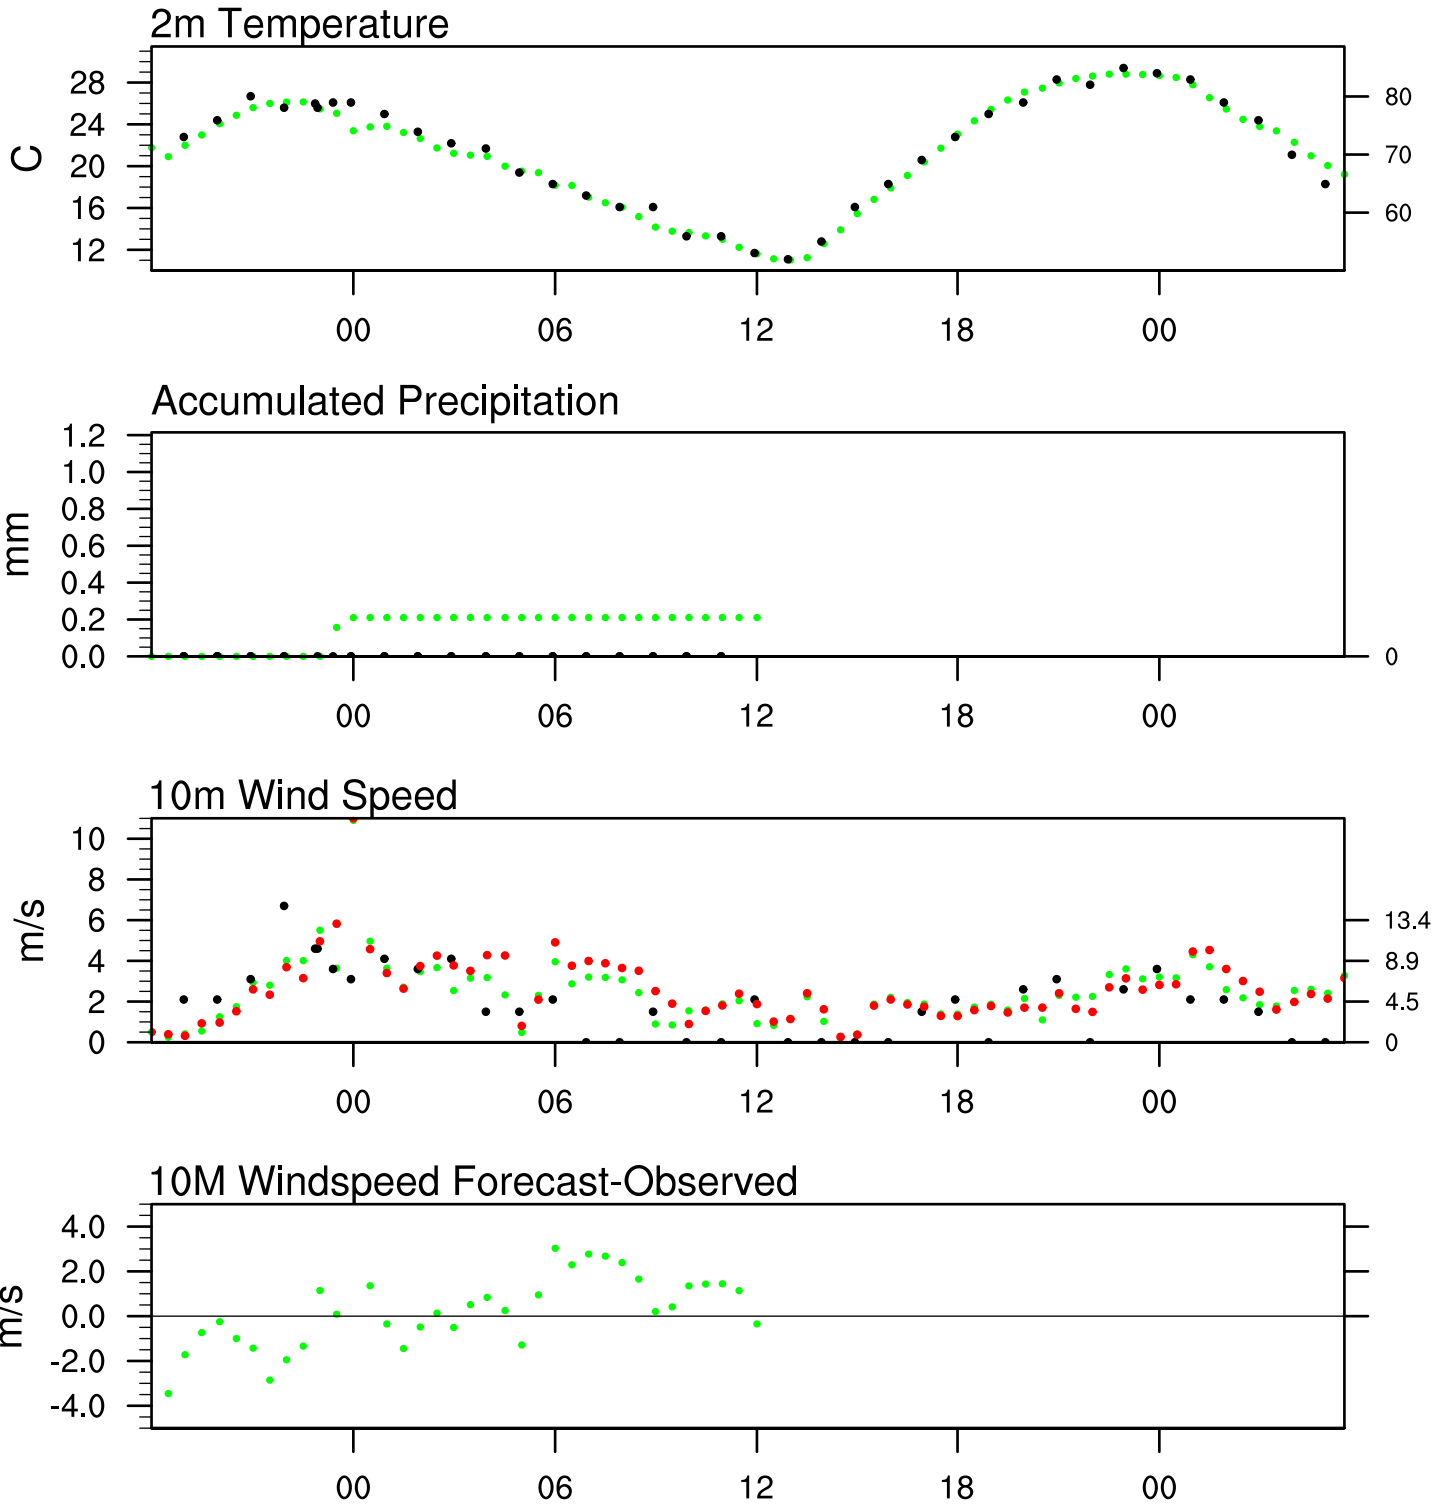 2m Temperature
C
28
24
20
16
12
80
70
60
00 06 12 18 00
Accumulated Precipitation
mm
1.2
1.0
0.8
0.6
0.4
0.2
0.0
0
00 06 12 18 00
10m Wind Speed
m/s
10
8
6
4
2
0
13.4
8.9
4.5
0
00 06 12 18 00
10M Windspeed Forecast-Observed
m/s
4.0
2.0
0.0
-2.0
-4.0
00 06 12 18 00